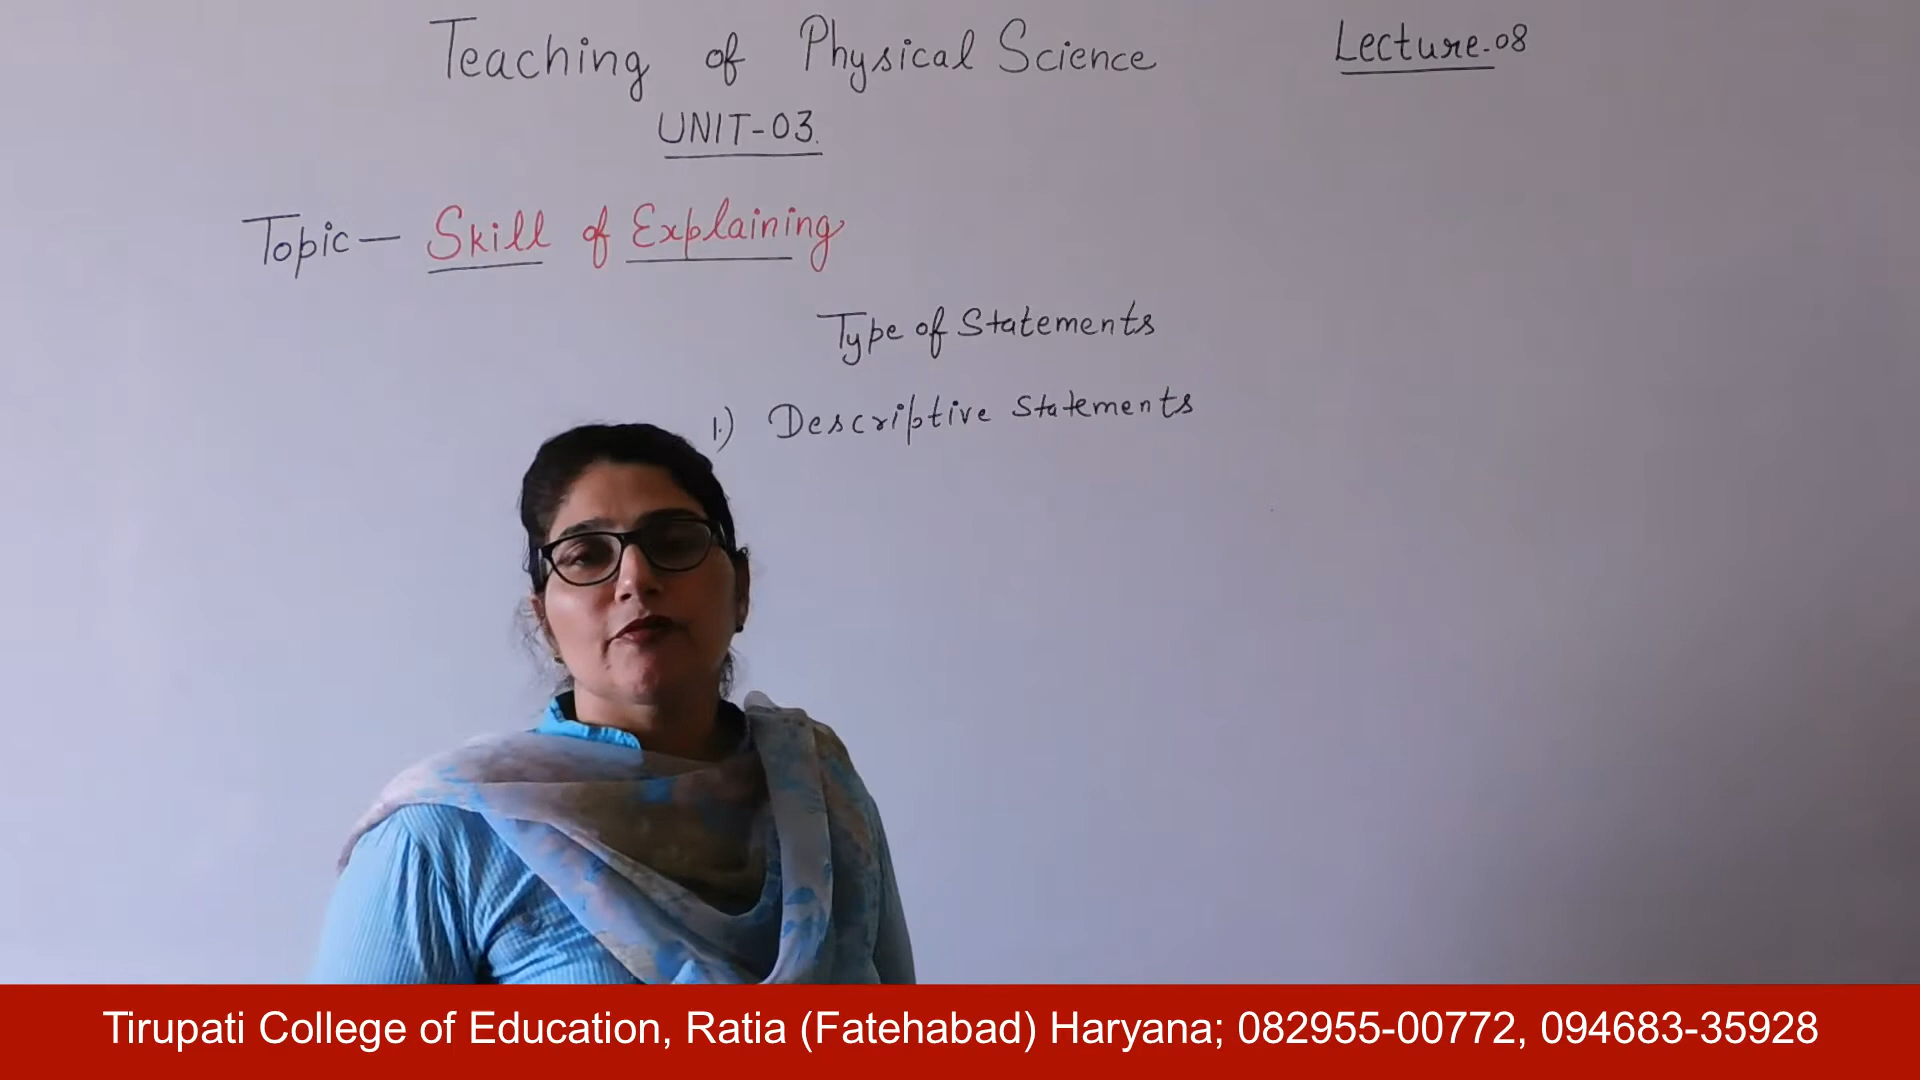 Teaching of Physical Science
Lecture-08
UNIT-03.
Topic— Skill of Explaining
Type of Statements
1.) Descriptive Statements
Tirupati College of Education, Ratia (Fatehabad) Haryana; 082955-00772, 094683-35928